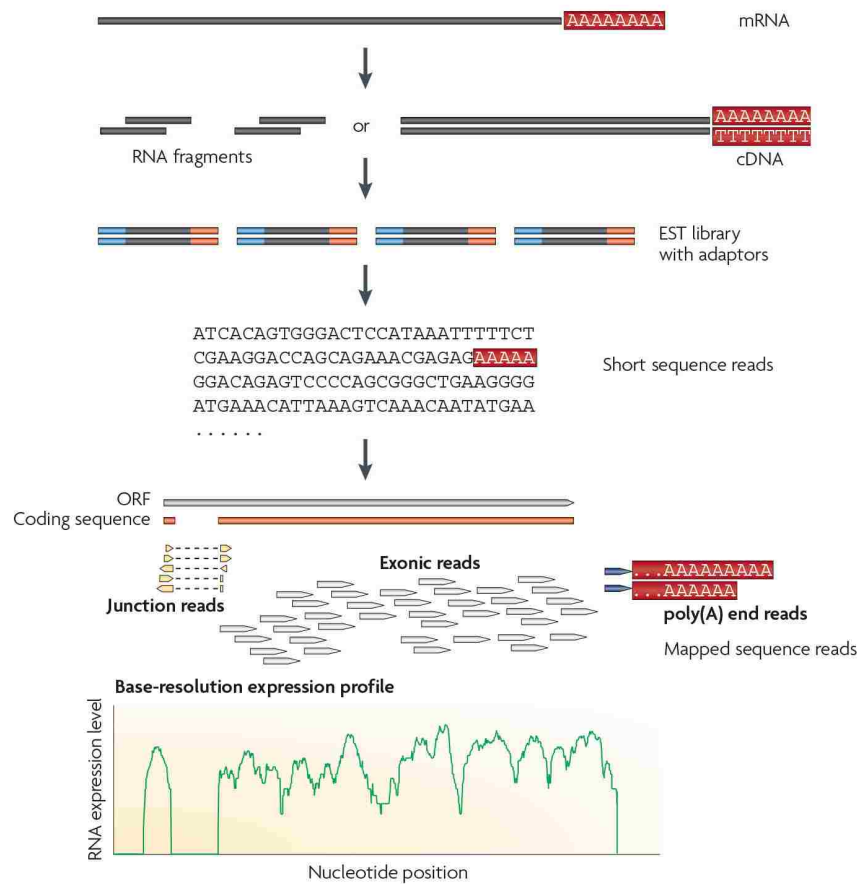 AAAAAAAA mRNA
AAAAAAAA
or
TTTTTTTT
RNA fragments
cDNA
EST library
with adaptors
ATCACAGTGGGACTCCATAAATTTTTCT
CGAAGGACCAGCAGAAACGAGAGAAAAA
GGACAGAGTCCCCAGCGGGCTGAAGGGG
ATGAAACATTAAAGTCAAACAATATGAA
. . . . . .
Short sequence reads
ORF
Coding sequence
Exonic reads
Junction reads
. . .AAAAAAAAA
. . .AAAAAA
poly(A) end reads
Mapped sequence reads
Base-resolution expression profile
RNA expression level
Nucleotide position